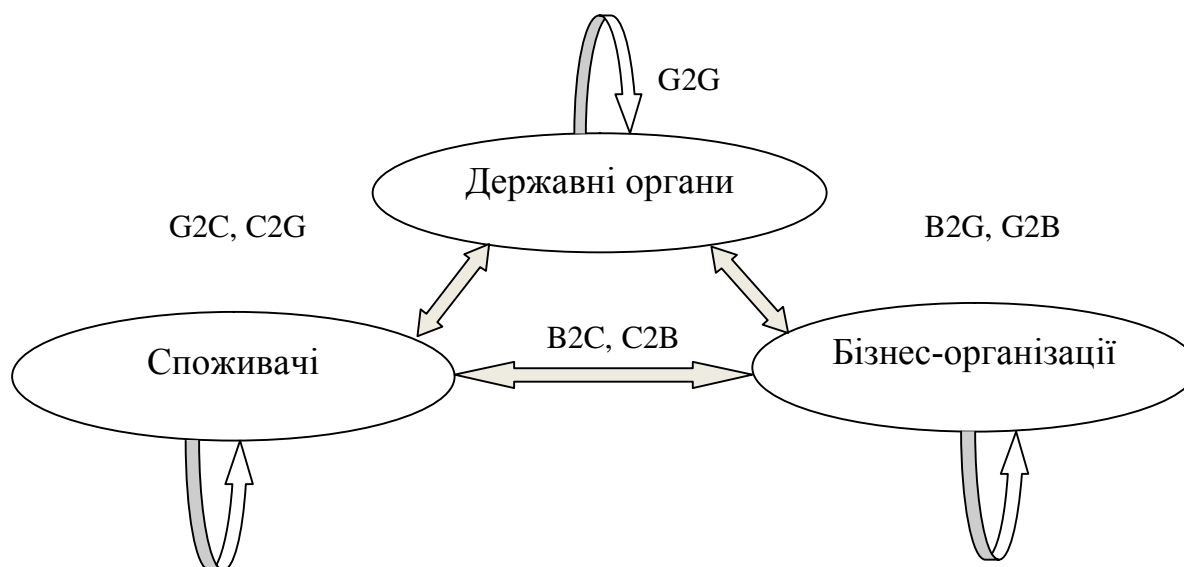 G2G
Державні органи
G2C, C2G
B2G, G2B
B2C, C2B
Споживачі
Бізнес-організації